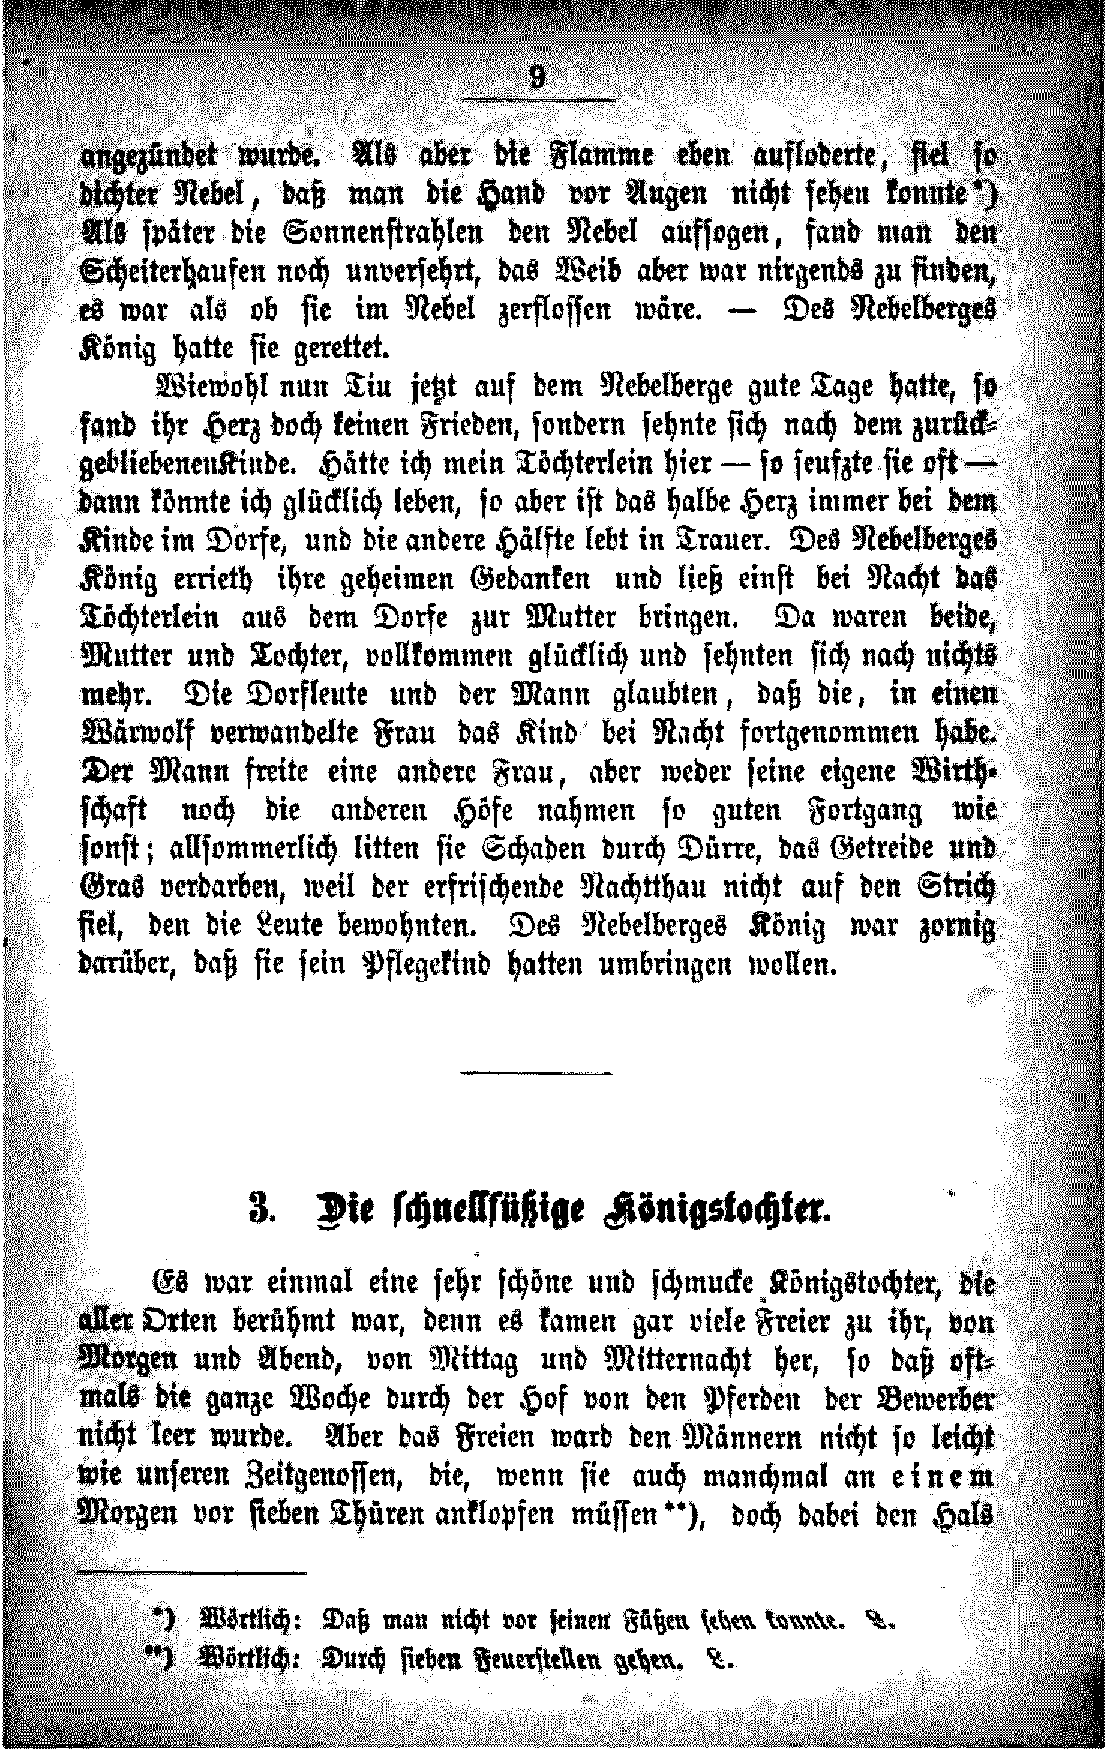 9
angezündet wurde. Als aber die Flamme eben aufloderte, fiel so
dichter Nebel, daß man die Hand vor Augen nicht sehen konnte*)
Als später die Sonnenstrahlen den Nebel aufsogen, fand man den
Scheiterhaufen noch unversehrt, das Weib aber war nirgends zu finden,
es war als ob sie im Nebel zerflossen wäre. — Des Nebelberges
König hatte sie gerettet.
Wiewohl nun Tiu jetzt auf dem Nebelberge gute Tage hatte, so
fand ihr Herz doch keinen Frieden, sondern sehnte sich nach dem zurück-
gebliebenen Kinde. Hätte ich mein Töchterlein hier — so seufzte sie oft —
dann könnte ich glücklich leben, so aber ist das halbe Herz immer bei dem
Kinde im Dorfe, und die andere Hälfte lebt in Trauer. Des Nebelberges
König errieth ihre geheimen Gedanken und ließ einst bei Nacht das
Töchterlein aus dem Dorfe zur Mutter bringen. Da waren beide,
Mutter und Tochter, vollkommen glücklich und sehnten sich nach nichts
mehr. Die Dorfleute und der Mann glaubten, daß die, in einen
Wärwolf verwandelte Frau das Kind bei Nacht fortgenommen habe.
Der Mann freite eine andere Frau, aber weder seine eigene Wirth-
schaft noch die anderen Höfe nahmen so guten Fortgang wie
sonst; allsommerlich litten sie Schaden durch Dürre, das Getreide und
Gras verdarben, weil der erfrischende Nachtthau nicht auf den Strich
fiel, den die Leute bewohnten. Des Nebelberges König war zornig
darüber, daß sie sein Pflegekind hatten umbringen wollen.
3. Die schnellfüßige Königstochter.
Es war einmal eine sehr schöne und schmucke Königstochter, die
aller Orten berühmt war, denn es kamen gar viele Freier zu ihr, von
Morgen und Abend, von Mittag und Mitternacht her, so daß oft-
mals die ganze Woche durch der Hof von den Pferden der Bewerber
nicht leer wurde. Aber das Freien ward den Männern nicht so leicht
wie unseren Zeitgenossen, die, wenn sie auch manchmal an einem
Morgen vor sieben Thüren anklopfen müssen**), doch dabei den Hals
*) Wörtlich: Daß man nicht vor seinen Füßen sehen konnte. L.
**) Wörtlich: Durch sieben Feuerstellen gehen. L.